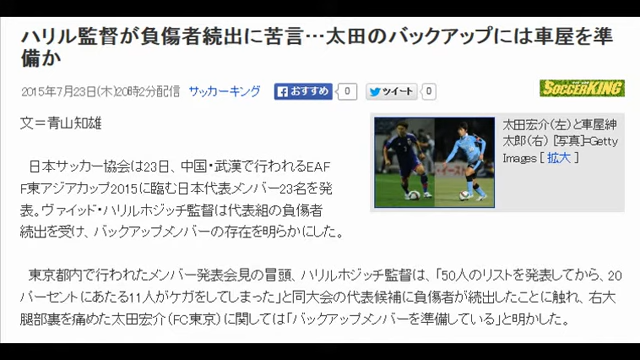 ハリル監督が負傷者続出に苦言…太田のバックアップには車屋を準
備か
2015年7月23日(木)20時2分配信 サッカーキング おすすめ 0 ツイート 0 SOCCERKING
文＝青山知雄
太田宏介(左)と車屋紳
太郎(右) [写真]=Getty
Images [ 拡大 ]
日本サッカー協会は23日、中国・武漢で行われるEAF
F東アジアカップ2015に臨む日本代表メンバー23名を発
表。ヴァイッド・ハリルホジッチ監督は代表組の負傷者
続出を受け、バックアップメンバーの存在を明らかにした。
東京都内で行われたメンバー発表会見の冒頭、ハリルホジッチ監督は、「50人のリストを発表してから、20
パーセントにあたる11人がケガをしてしまった」と同大会の代表候補に負傷者が続出したことに触れ、右大
腿部裏を痛めた太田宏介(FC東京)に関しては「バックアップメンバーを準備している」と明かした。